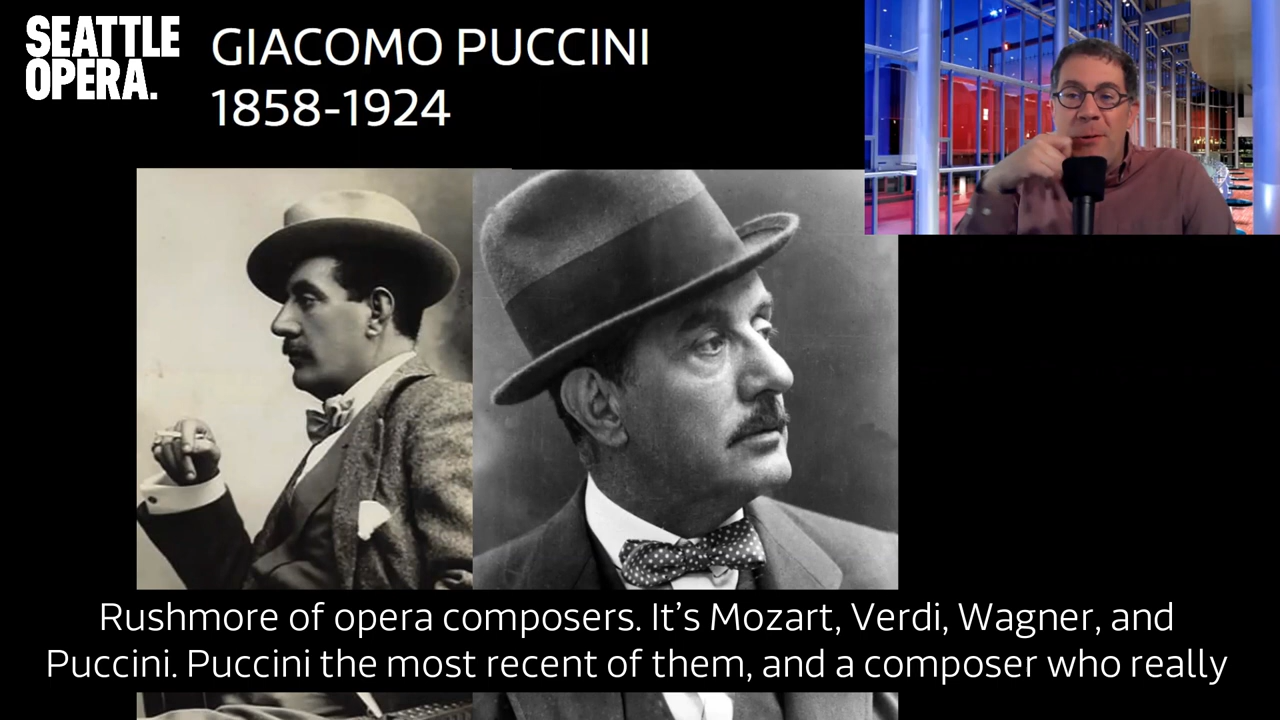 SEATTLE
OPERA.
GIACOMO PUCCINI
1858-1924
Rushmore of opera composers. It’s Mozart, Verdi, Wagner, and
Puccini. Puccini the most recent of them, and a composer who really